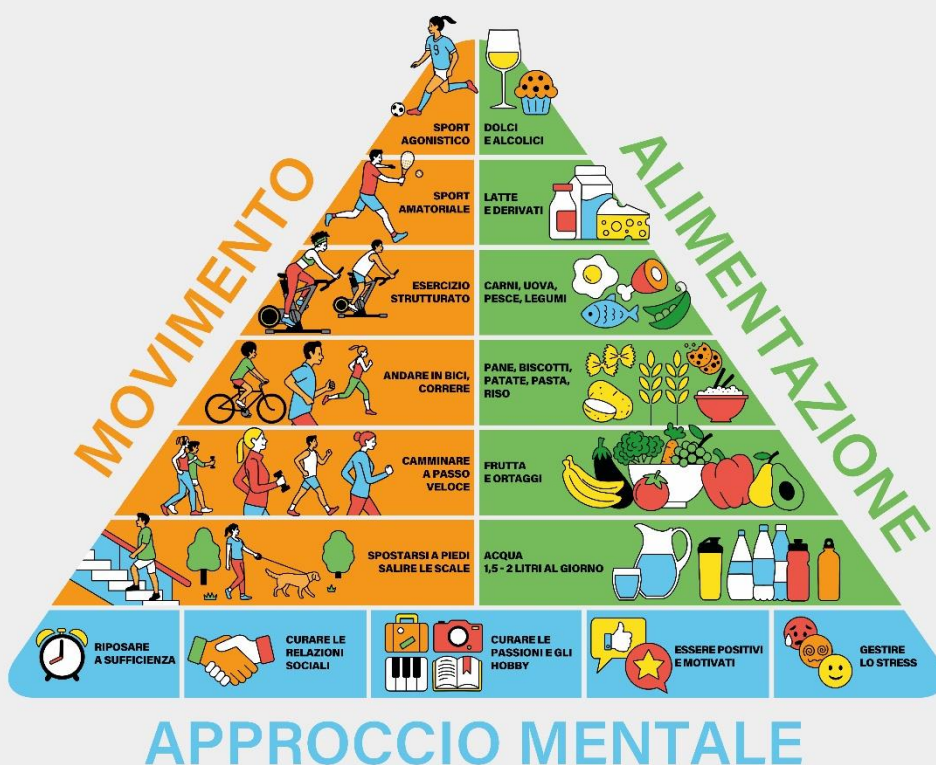 MOVIMENTO
ALIMENTAZIONE
SPORT
AGONISTICO
DOLCI
E ALCOLICI
SPORT
AMATORIALE
LATTE
E DERIVATI
ESERCIZIO
STRUTTURATO
CARNI, UOVA,
PESCE, LEGUMI
ANDARE IN BICI,
CORRERE
PANE, BISCOTTI,
PATATE, PASTA,
RISO
CAMMINARE
A PASSO
VELOCE
FRUTTA
E ORTAGGI
SPOSTARSI A PIEDI
SALIRE LE SCALE
ACQUA
1,5 - 2 LITRI AL GIORNO
RIPOSARE
A SUFFICIENZA
CURARE LE
RELAZIONI
SOCIALI
CURARE LE
PASSIONI E GLI
HOBBY
ESSERE POSITIVI
E MOTIVATI
GESTIRE
LO STRESS
APPROCCIO MENTALE
9